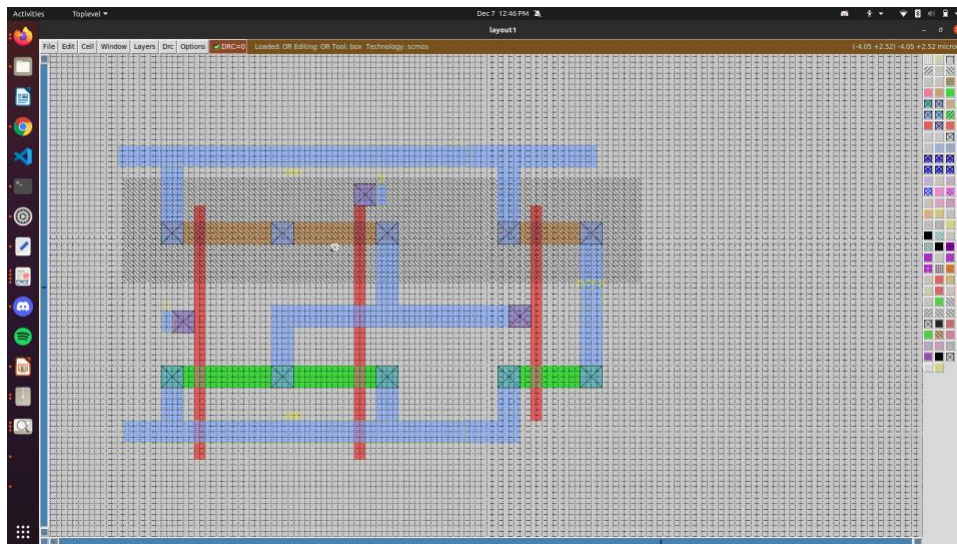 Activities Toplevel ▾ Dec 7 12:46 PM
layout1
File Edit Cell Window Layers Drc Options ✔DRC=0 Loaded: OR Editing: OR Tool: box Technology: scmos (-4.05 +2.52) -4.05 +2.52 micro